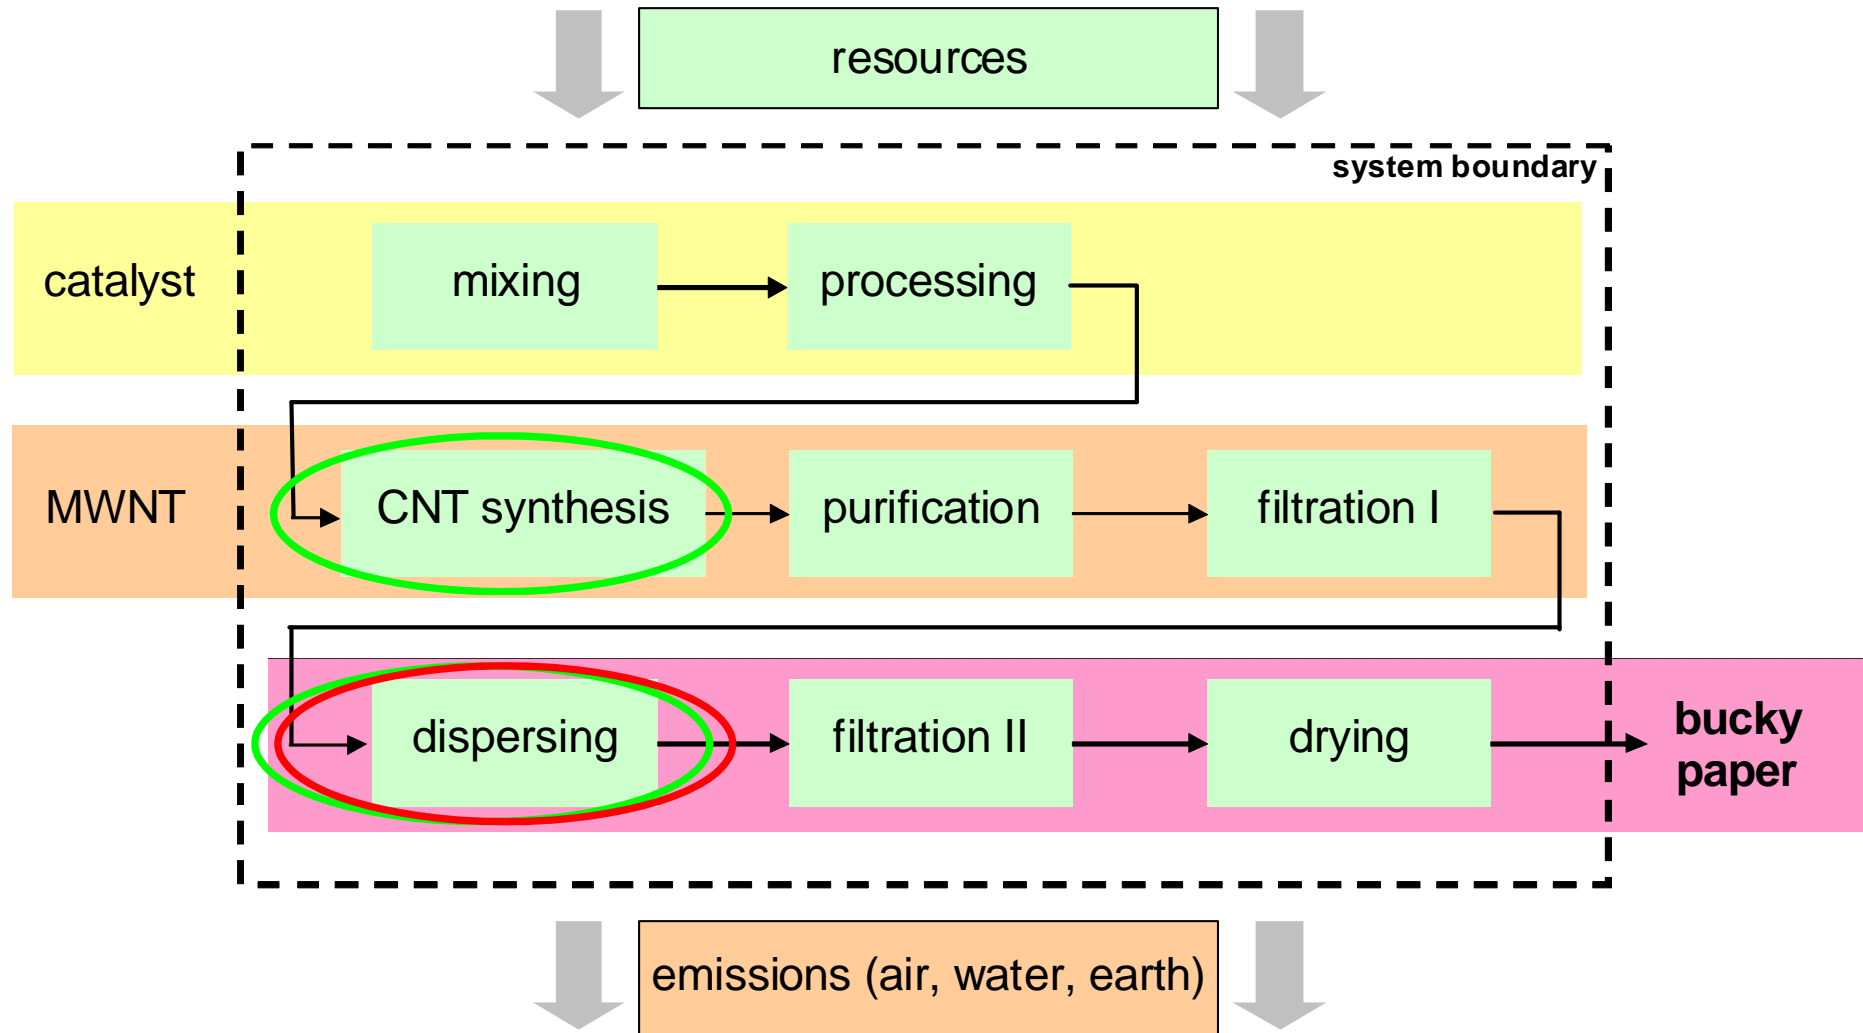 resources
system boundary
catalyst
mixing
processing
MWNT
CNT synthesis
purification
filtration I
dispersing
filtration II
drying
bucky
paper
emissions (air, water, earth)